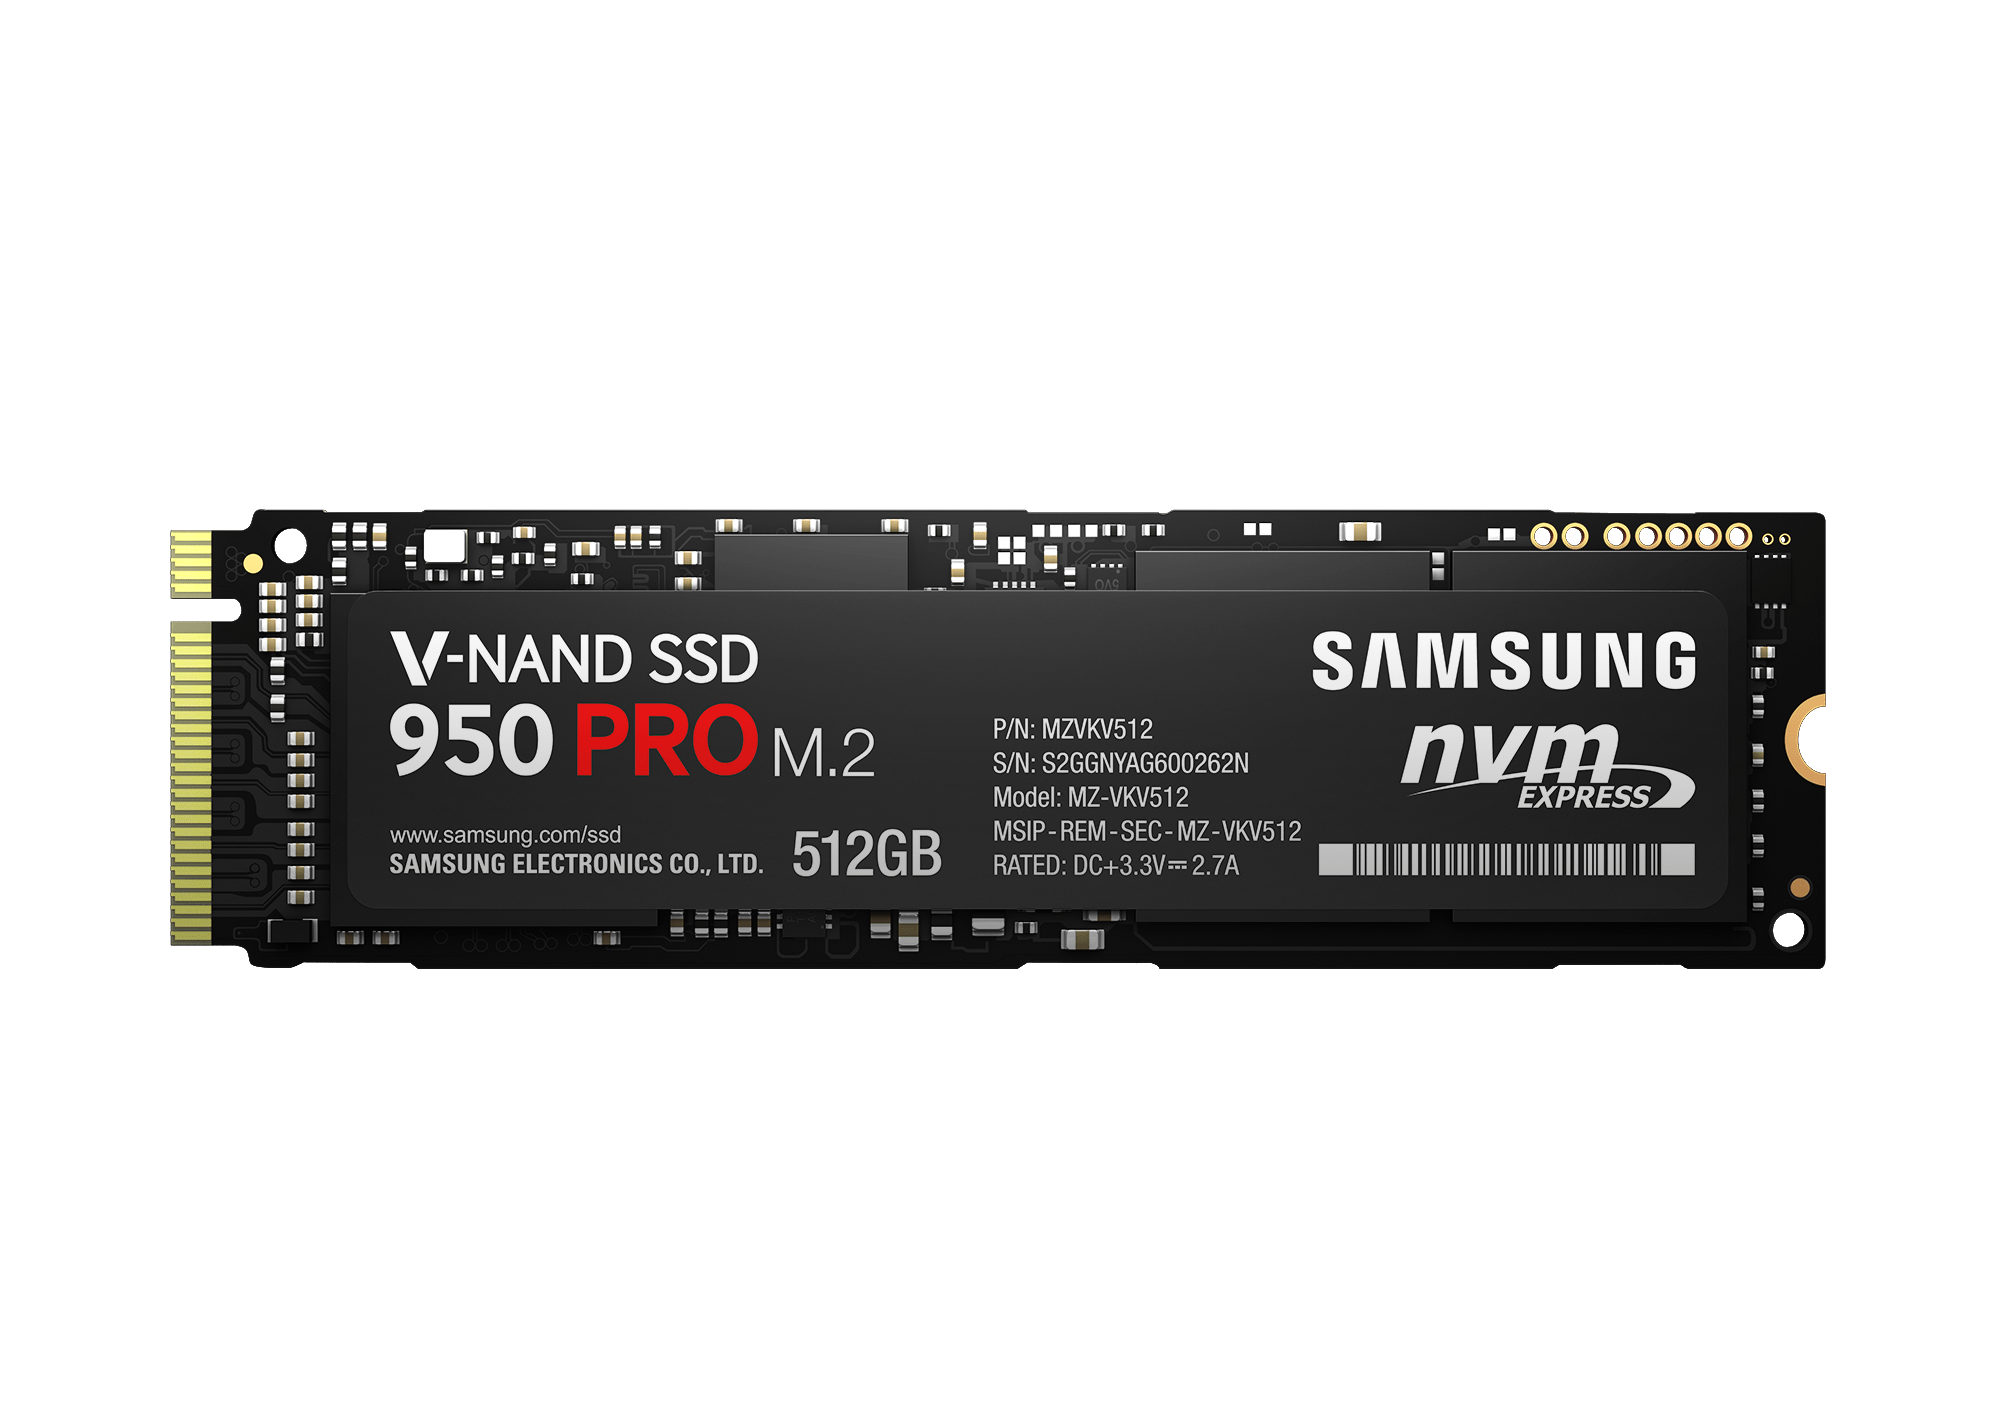 V-NAND SSD
950 PRO M.2
www.samsung.com/ssd
SAMSUNG ELECTRONICS CO., LTD.
512GB
P/N: MZVKV512
S/N: S2GGNYAG600262N
Model: MZ-VKV512
MSIP-REM-SEC-MZ-VKV512
RATED: DC+3.3V⎓2.7A
SAMSUNG
nvm
EXPRESS